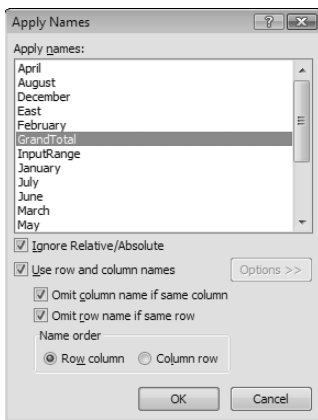 Apply Names
Apply names:
April
August
December
East
February
GrandTotal
InputRange
January
July
June
March
May
Ignore Relative/Absolute
Use row and column names
Options >>
Omit column name if same column
Omit row name if same row
Name order
Row column
Column row
OK
Cancel